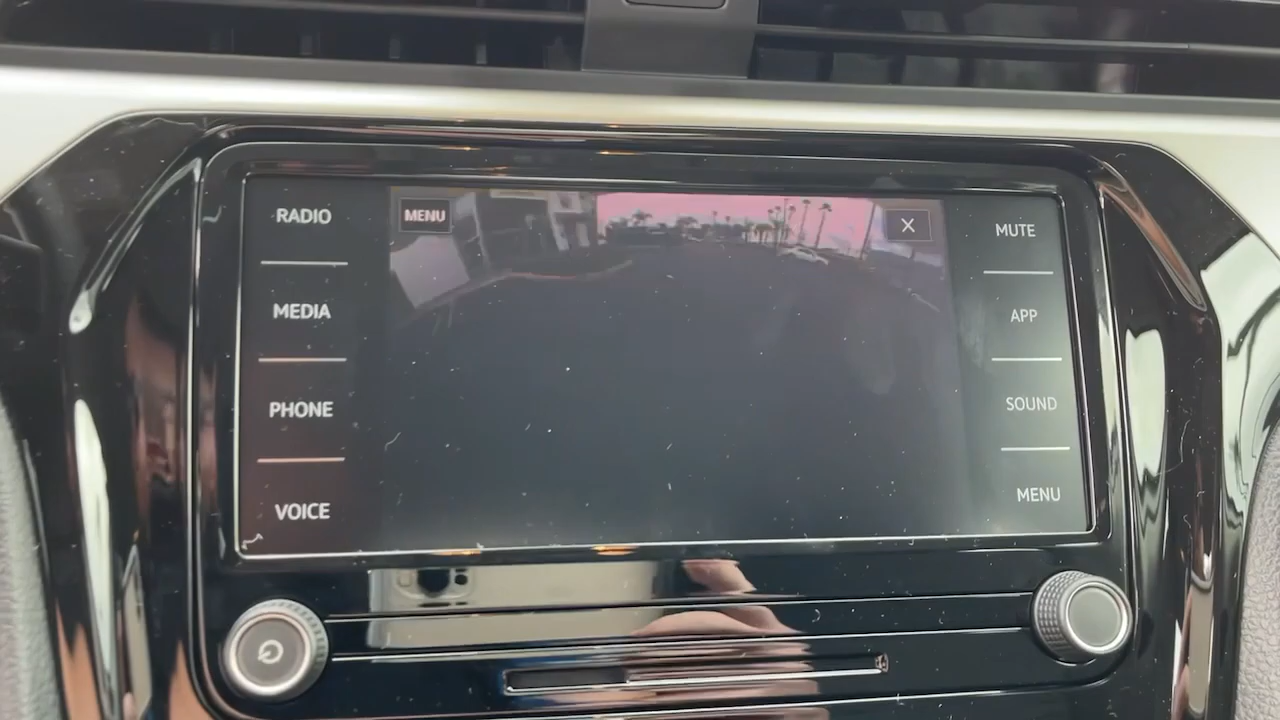 RADIO
MEDIA
PHONE
VOICE
MENU
X
MUTE
APP
SOUND
MENU